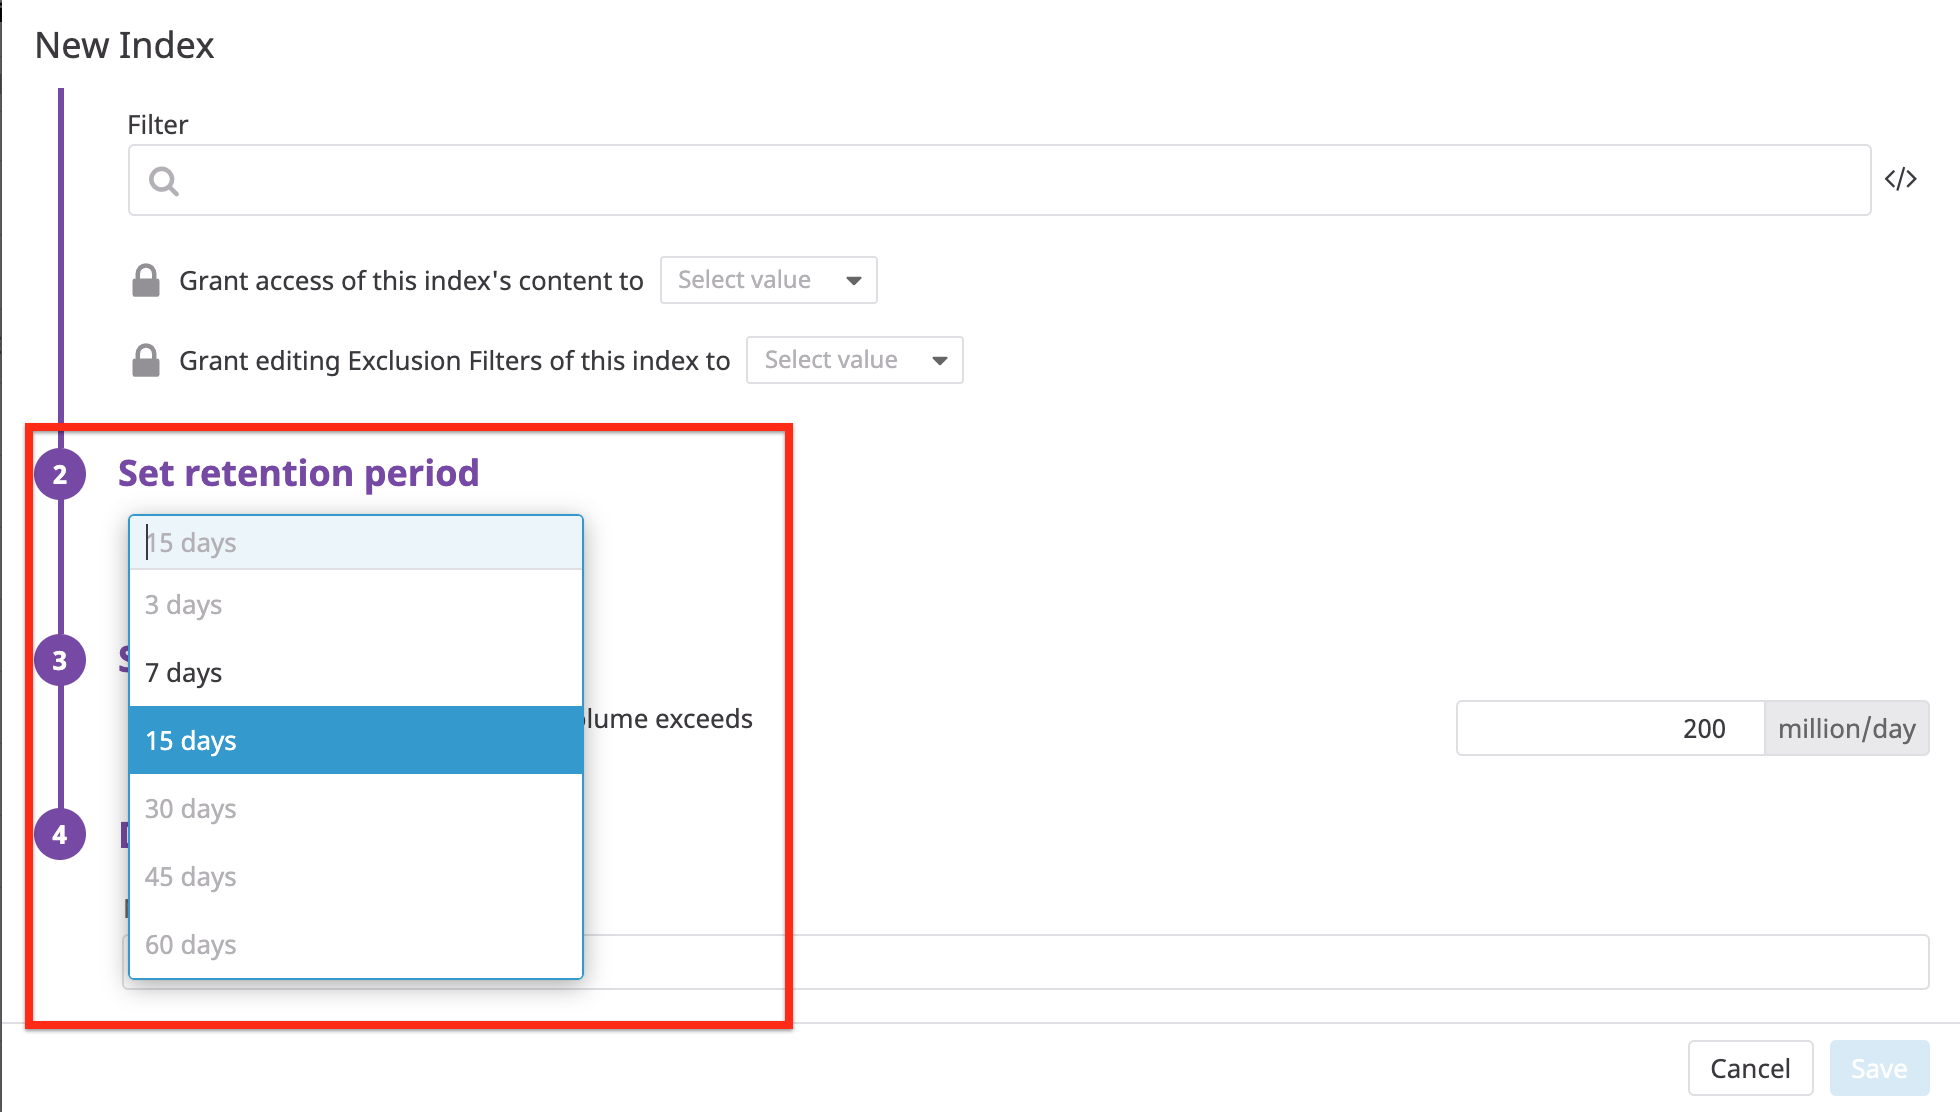 New Index
Filter
</>
Grant access of this index's content to Select value
Grant editing Exclusion Filters of this index to Select value
2 Set retention period
15 days
3 days
7 days
15 days
30 days
45 days
60 days
3
exceeds
200 million/day
4
Cancel Save